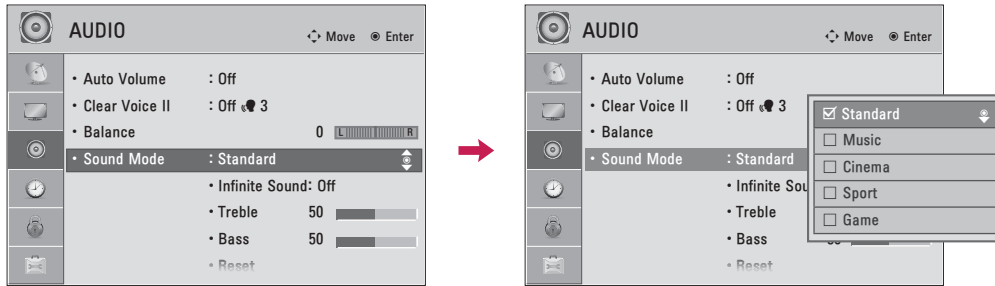 AUDIO
Move Enter
• Auto Volume : Off
• Clear Voice II : Off 3
• Balance 0 L R
• Sound Mode : Standard
• Infinite Sound: Off
• Treble 50
• Bass 50
• Reset
AUDIO
Move Enter
• Auto Volume : Off
• Clear Voice II : Off 3
• Balance
• Sound Mode : Standard
• Infinite Sou
• Treble
• Bass
• Reset
Standard
Music
Cinema
Sport
Game